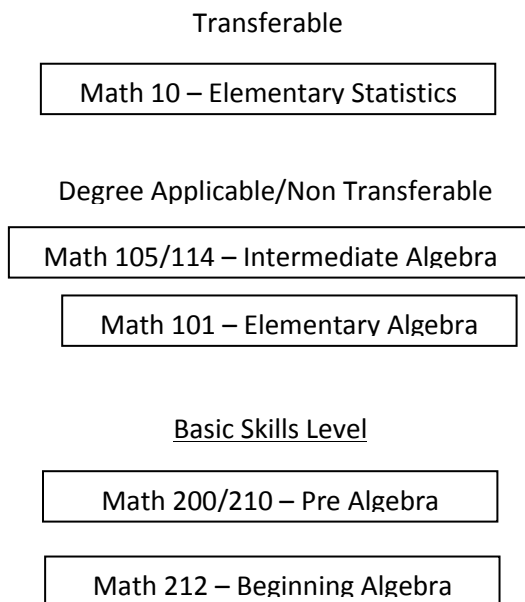 Transferable
Math 10 – Elementary Statistics
Degree Applicable/Non Transferable
Math 105/114 – Intermediate Algebra
Math 101 – Elementary Algebra
Basic Skills Level
Math 200/210 – Pre Algebra
Math 212 – Beginning Algebra